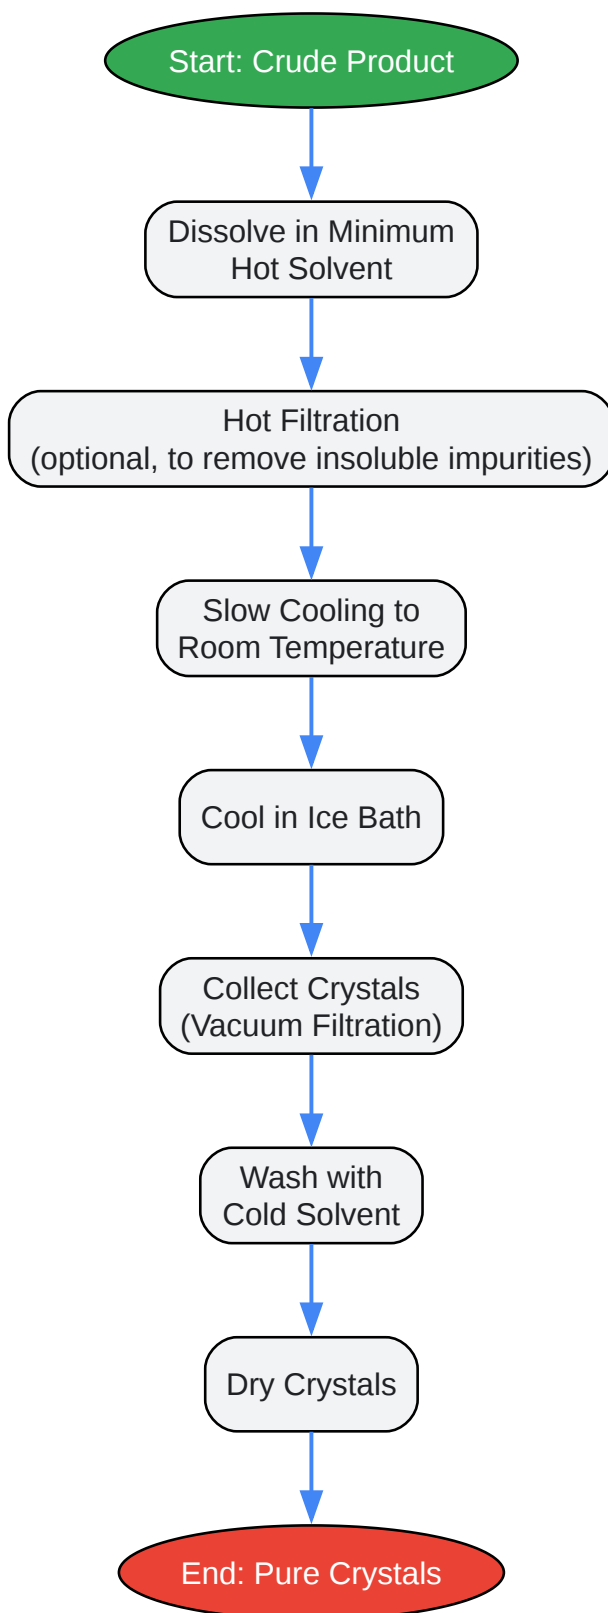 Start: Crude Product
Dissolve in Minimum
Hot Solvent
Hot Filtration
(optional, to remove insoluble impurities)
Slow Cooling to
Room Temperature
Cool in Ice Bath
Collect Crystals
(Vacuum Filtration)
Wash with
Cold Solvent
Dry Crystals
End: Pure Crystals